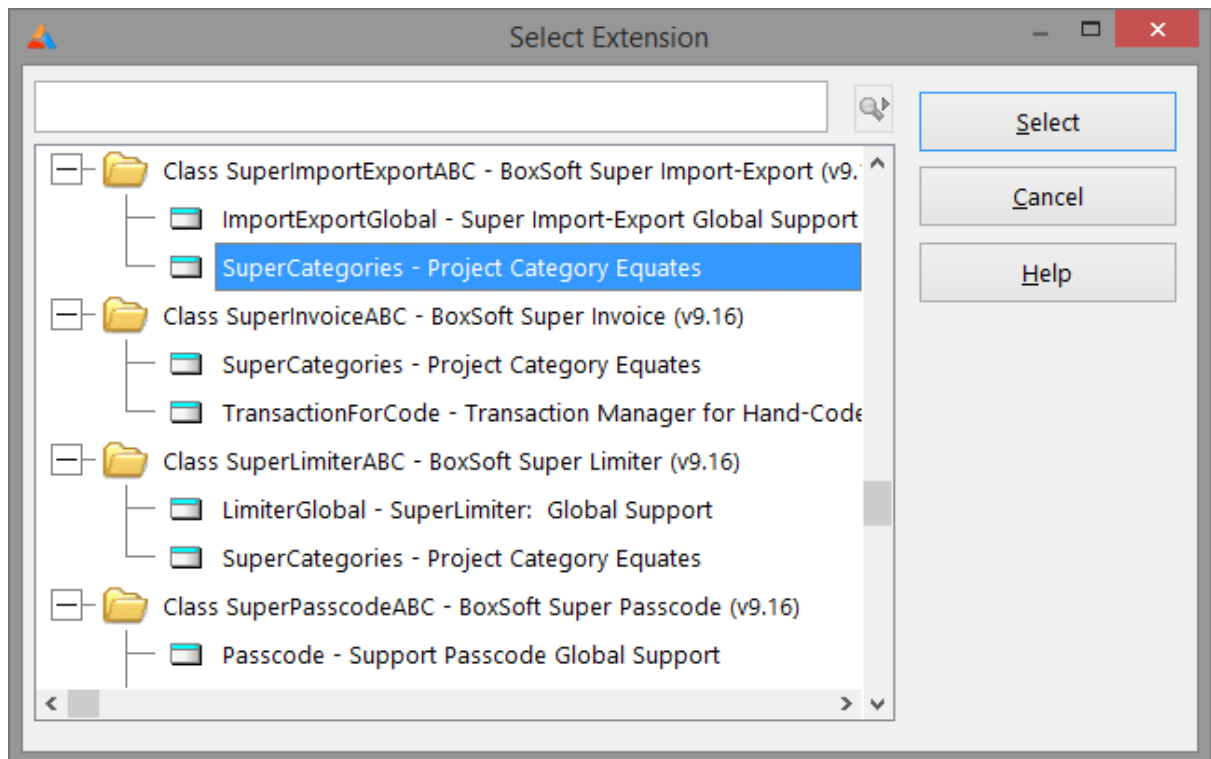 Select Extension
Select
Class SuperImportExportABC - BoxSoft Super Import-Export (v9.
ImportExportGlobal - Super Import-Export Global Support
Cancel
SuperCategories - Project Category Equates
Help
Class SuperInvoiceABC - BoxSoft Super Invoice (v9.16)
SuperCategories - Project Category Equates
TransactionForCode - Transaction Manager for Hand-Code
Class SuperLimiterABC - BoxSoft Super Limiter (v9.16)
LimiterGlobal - SuperLimiter:  Global Support
SuperCategories - Project Category Equates
Class SuperPasscodeABC - BoxSoft Super Passcode (v9.16)
Passcode - Support Passcode Global Support